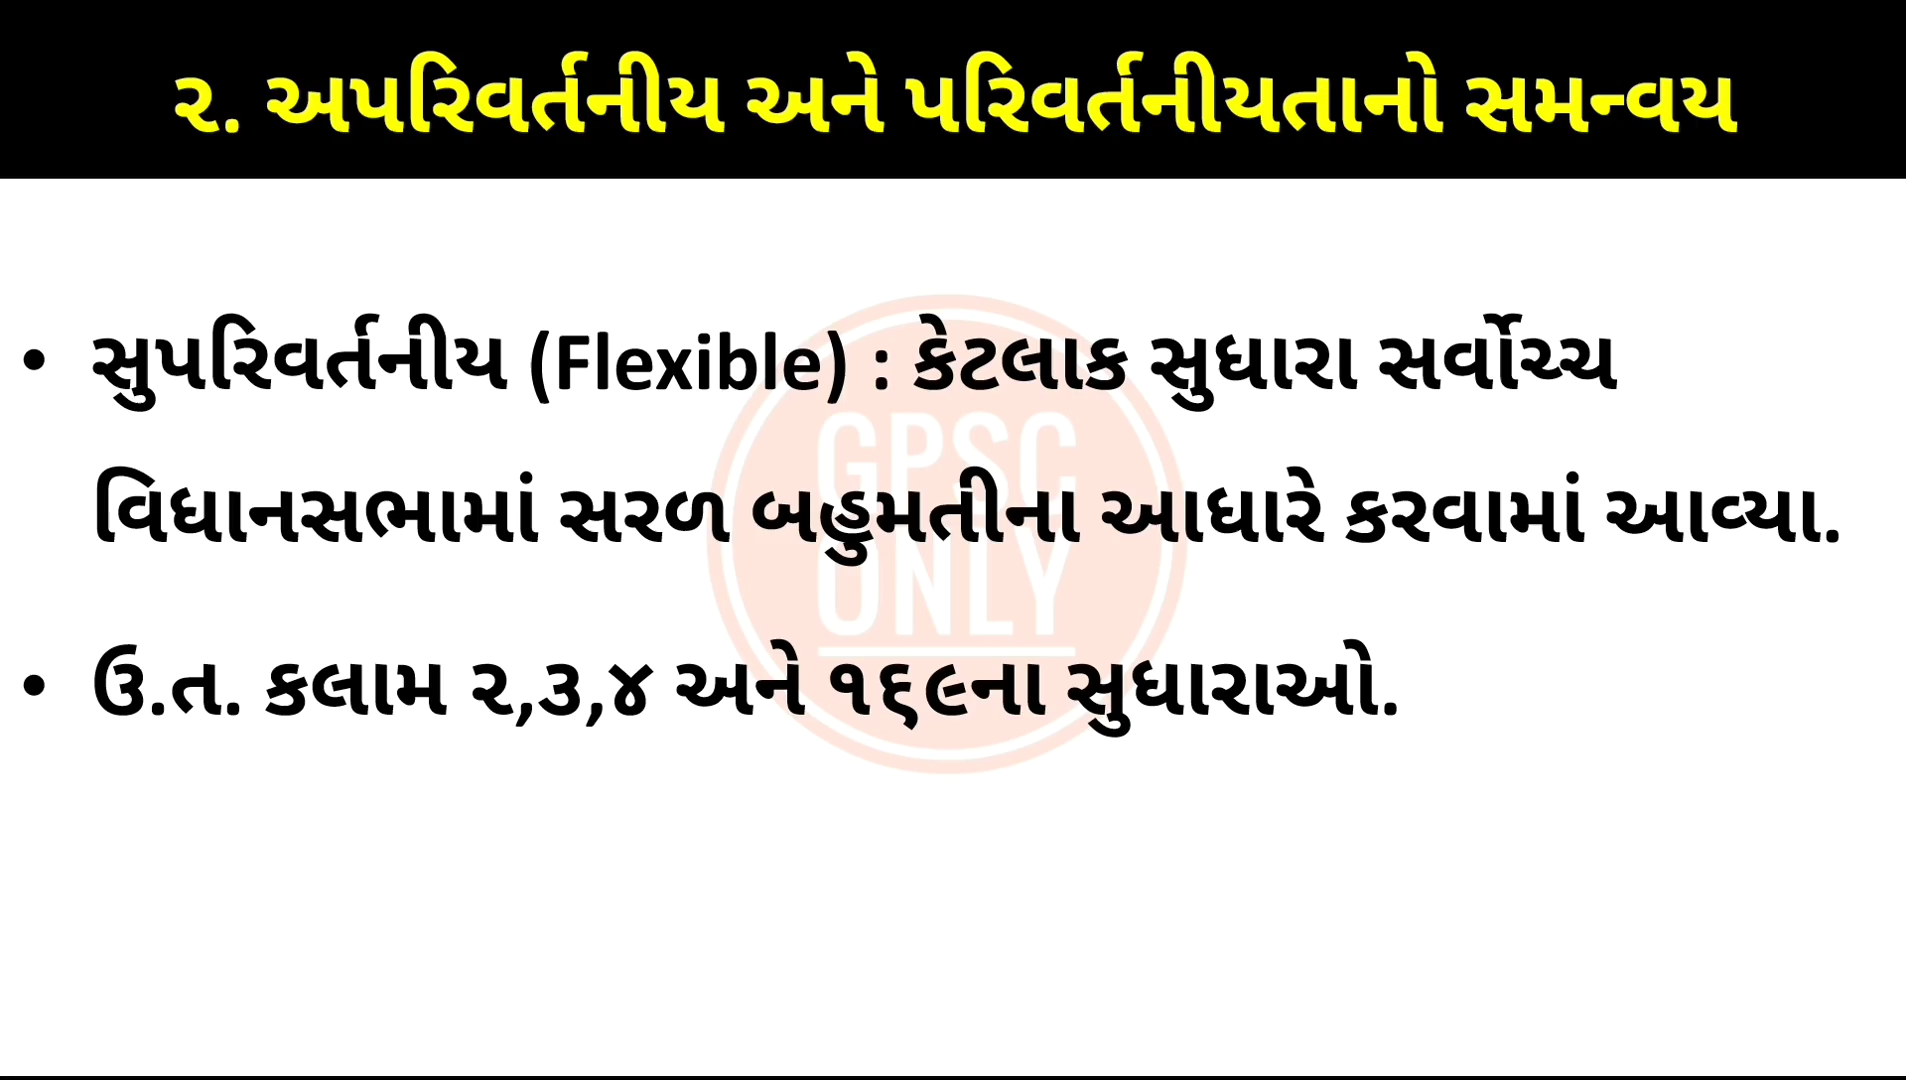 ૨. અપરિવર્તનીય અને પરિવર્તનીયતાનો સમન્વય
• સુપરિવર્તનીય (Flexible) : કેટલાક સુધારા સર્વોચ્ચ
વિધાનસભામાં સરળ બહુમતીના આધારે કરવામાં આવ્યા.
• ઉ.ત. કલામ ૨,૩,૪ અને ૧૬૯ના સુધારાઓ.
GPSC
ONLY